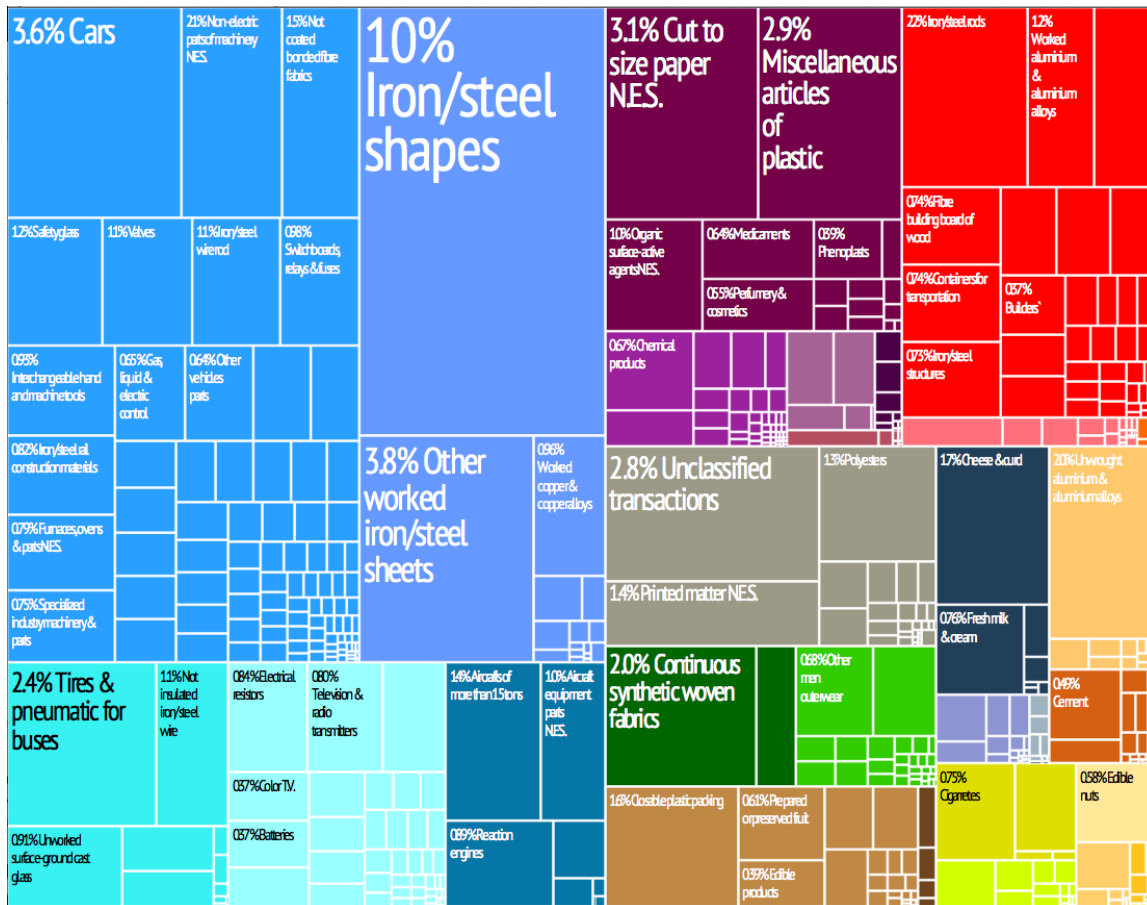 3.6% Cars
2.1% Non-electric
parts of machinery
N.E.S.
1.5% Not
coated
bonded fibre
fabrics
1.2% Safety glass
1.1% Valves
1.1% Iron/steel
wire rod
0.98%
Switchboards,
relays & fuses
0.93%
Interchangeable hand
and machine tools
0.65% Gas,
liquid &
electric
control
0.64% Other
vehicles
parts
0.82% Iron/steel rail
construction materials
0.79% Furnaces, ovens
& parts N.E.S.
0.75% Specialized
industry machinery &
parts
10%
Iron/steel
shapes
3.8% Other
worked
iron/steel
sheets
0.96%
Worked
copper &
copper alloys
3.1% Cut to
size paper
N.E.S.
2.9%
Miscellaneous
articles
of
plastic
1.0% Organic
surface-active
agents N.E.S.
0.64% Medicaments
0.39%
Phenoplasts
0.55% Perfumery &
cosmetics
0.67% Chemical
products
2.2% Iron/steel rods
1.2%
Worked
aluminium
&
aluminium
alloys
0.74% Fibre
building board of
wood
0.74% Containers for
transportation
0.37%
Builders`
0.73% Iron/steel
structures
2.8% Unclassified
transactions
1.3% Polyesters
1.4% Printed matter N.E.S.
1.7% Cheese & curd
2.0% Unwrought
aluminium &
aluminium alloys
0.76% Fresh milk
& cream
0.49%
Cement
2.4% Tires &
pneumatic for
buses
1.1% Not
insulated
iron/steel
wire
0.91% Unworked
surface-ground cast
glass
0.84% Electrical
resistors
0.80%
Television &
radio
transmitters
0.37% Color T.V.
0.37% Batteries
1.4% Aircrafts of
more than 15 tons
1.0% Aircraft
equipment
parts
N.E.S.
0.89% Reaction
engines
2.0% Continuous
synthetic woven
fabrics
0.68% Other
men
outerwear
1.6% Closable plastic packing
0.61% Prepared
or preserved fruit
0.39% Edible
products
0.75%
Cigaretes
0.58% Edible
nuts